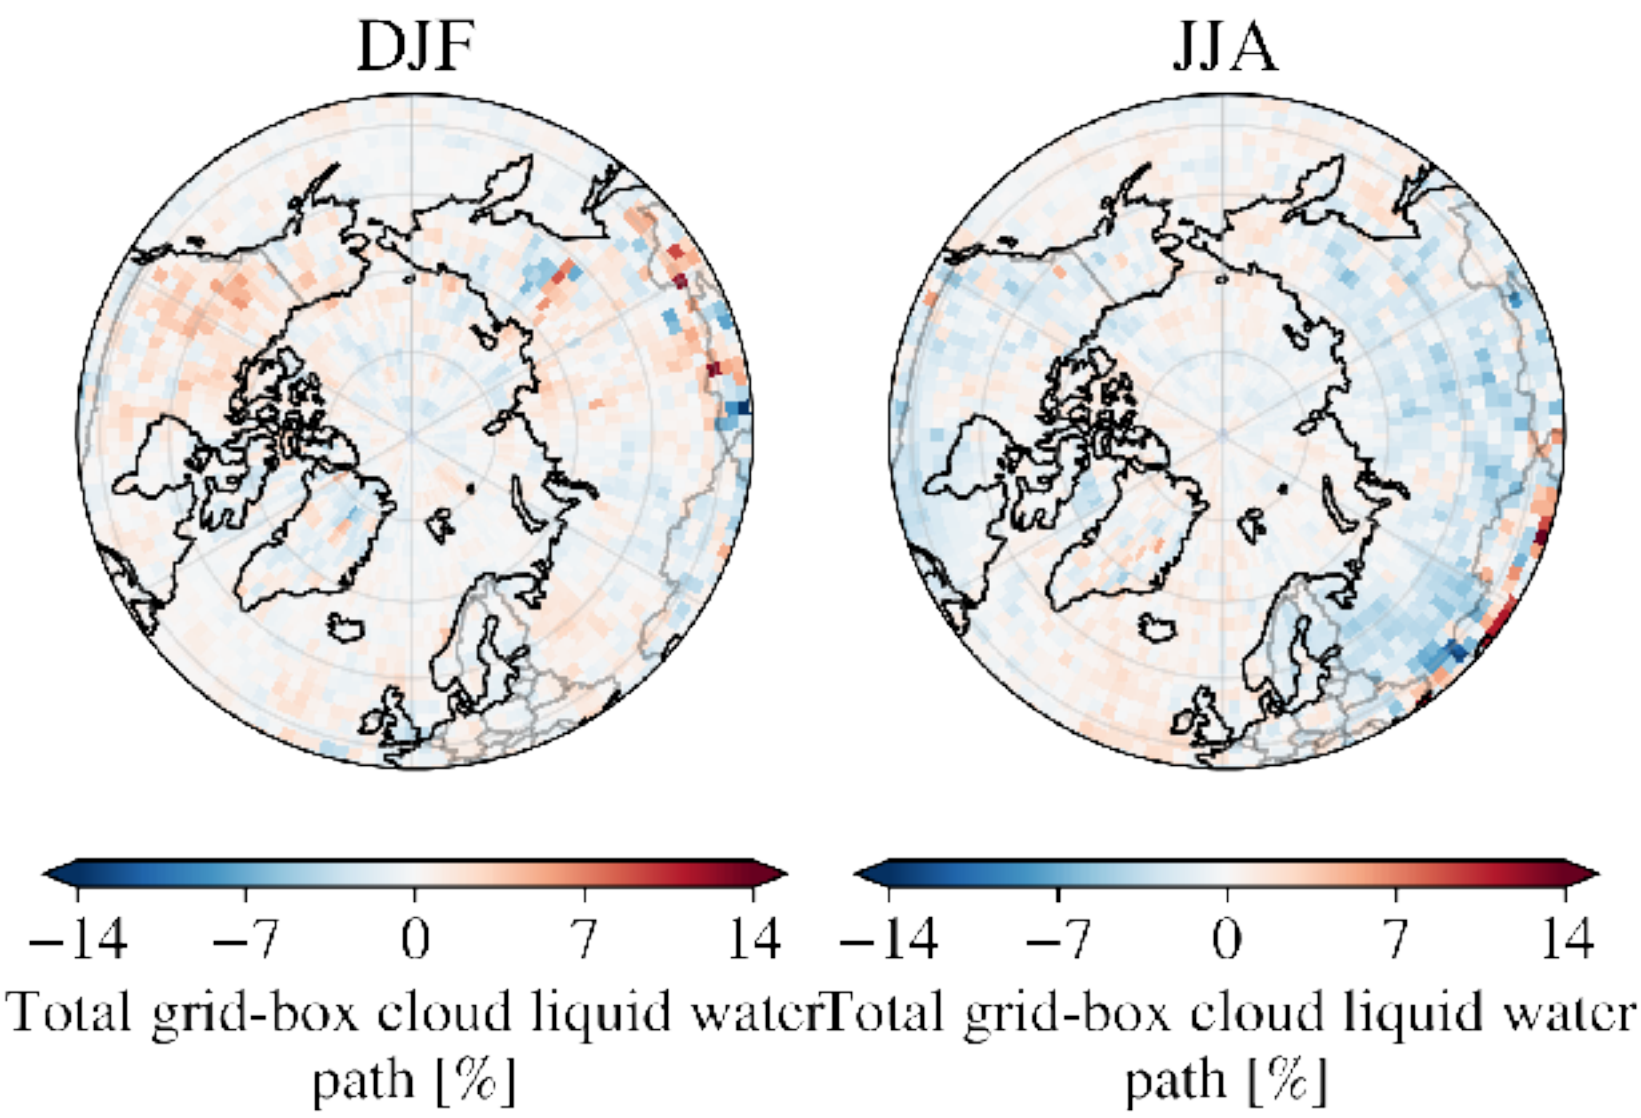 DJF JJA
−14 −7 0 7 14 −14 −7 0 7 14
Total grid-box cloud liquid water Total grid-box cloud liquid water
path [%] path [%]